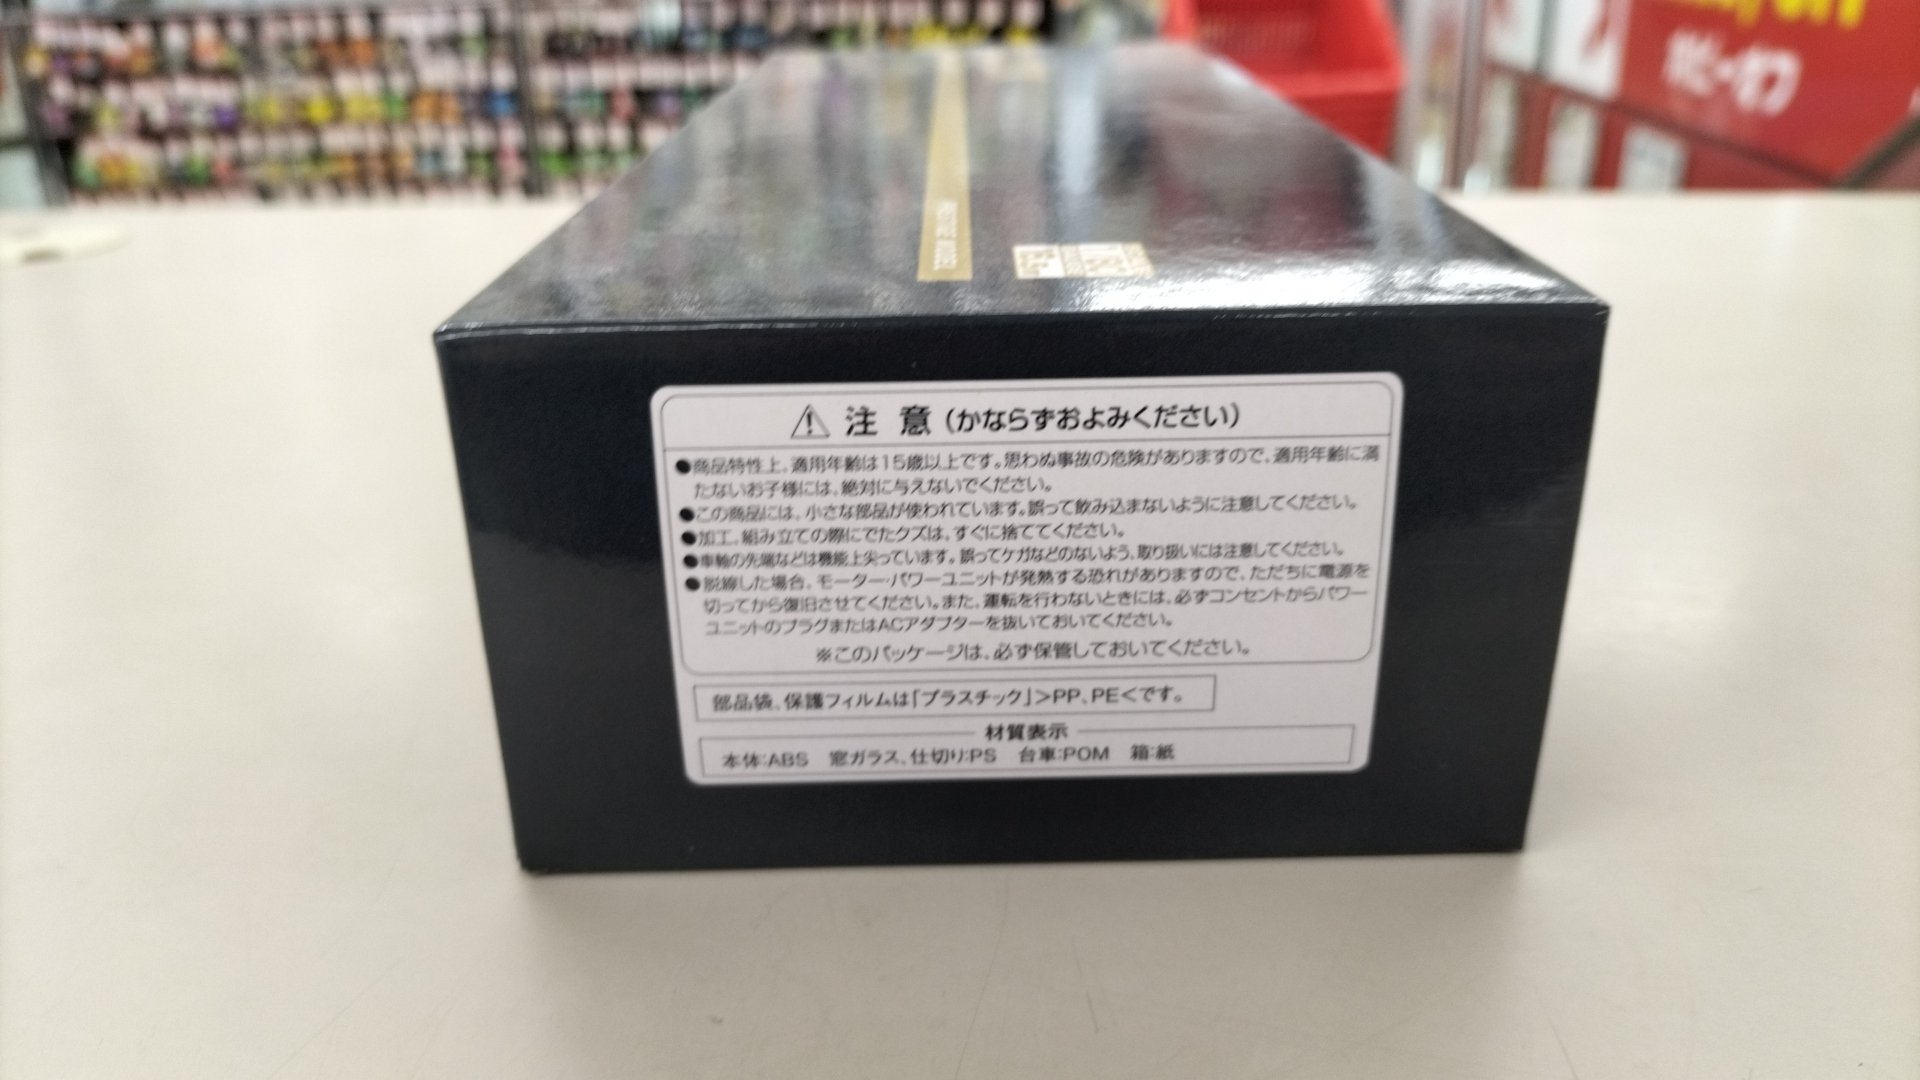 OFF
ホビーオフ
PRESTIGE MODEL
⚠ 注 意 (かならずおよみください)
●商品特性上、適用年齢は15歳以上です。思わぬ事故の危険がありますので、適用年齢に満
たないお子様には、絶対に与えないでください。
●この商品には、小さな部品が使われています。誤って飲み込まないように注意してください。
●加工、組み立ての際にでたクズは、すぐに捨ててください。
●車軸の先端などは機能上尖っています。誤ってケガなどのないよう、取り扱いには注意してください。
●脱線した場合、モーター・パワーユニットが発熱する恐れがありますので、ただちに電源を
切ってから復旧させてください。また、運転を行わないときには、必ずコンセントからパワー
ユニットのプラグまたはACアダプターを抜いておいてください。
※このパッケージは、必ず保管しておいてください。
部品袋、保護フィルムは「プラスチック」>PP、PE<です。
材質表示
本体:ABS 窓ガラス、仕切り:PS 台車:POM 箱:紙